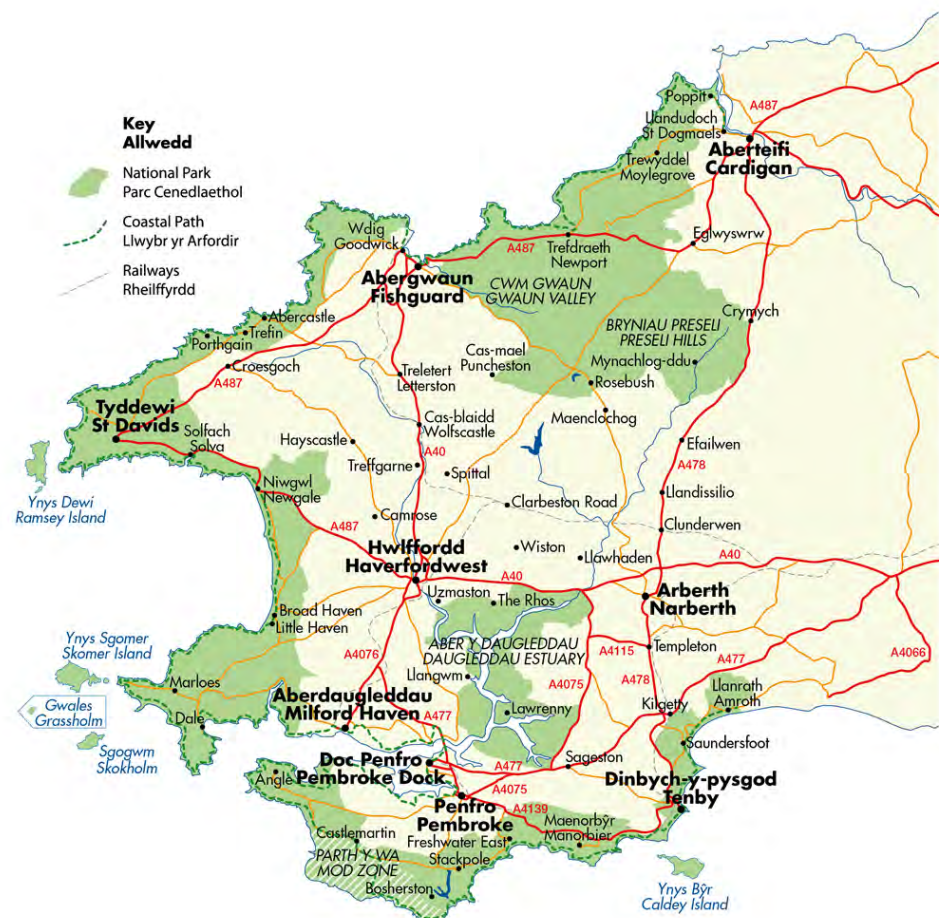 Key
Allwedd
National Park
Parc Cenedlaethol
Coastal Path
Llwybr yr Arfordir
Railways
Rheilffyrdd
Poppit
A487
Llandudoch
St Dogmaels
Aberteifi
Cardigan
Trewyddel
Moylegrove
Wdig
Goodwick
A487
Trefdraeth
Newport
Eglwyswrw
Abergwaun
Fishguard
CWM GWAUN
GWAUN VALLEY
Abercastle
Trefin
Porthgain
Crymych
BRYNIAU PRESELI
PRESELI HILLS
Croesgoch
A487
Treletert
Letterston
Cas-mael
Puncheston
Mynachlog-ddu
Rosebush
Maenclochog
Tyddewi
St Davids
Solfach
Solva
Hayscastle
Cas-blaidd
Wolfscastle
A40
Treffgarne
Spittal
Efailwen
A478
Ynys Dewi
Ramsey Island
Niwgwl
Newgale
A487
Camrose
Clarbeston Road
Llandissilio
Clunderwen
Hwlffordd
Haverfordwest
Wiston
Llawhaden
A40
A40
Uzmaston
The Rhos
Arberth
Narberth
Broad Haven
Little Haven
ABER Y DAUGLEDDAU
DAUGLEDDAU ESTUARY
A4115
Templeton
A477
A4066
Ynys Sgomer
Skomer Island
Marloes
A4076
Llangwm
A4075
A478
Gwales
Grassholm
Dale
Aberdaugleddau
Milford Haven
A477
Lawrenny
Kilgetty
Llanrath
Amroth
Sgogwm
Skokholm
Saundersfoot
Doc Penfro
Pembroke Dock
A477
Sageston
Angle
A4075
Dinbych-y-pysgod
Tenby
Penfro
Pembroke
A4139
Maenorbŷr
Manorbier
Castlemartin
Freshwater East
PARTH Y WA
MOD ZONE
Stackpole
Bosherston
Ynys Bŷr
Caldey Island